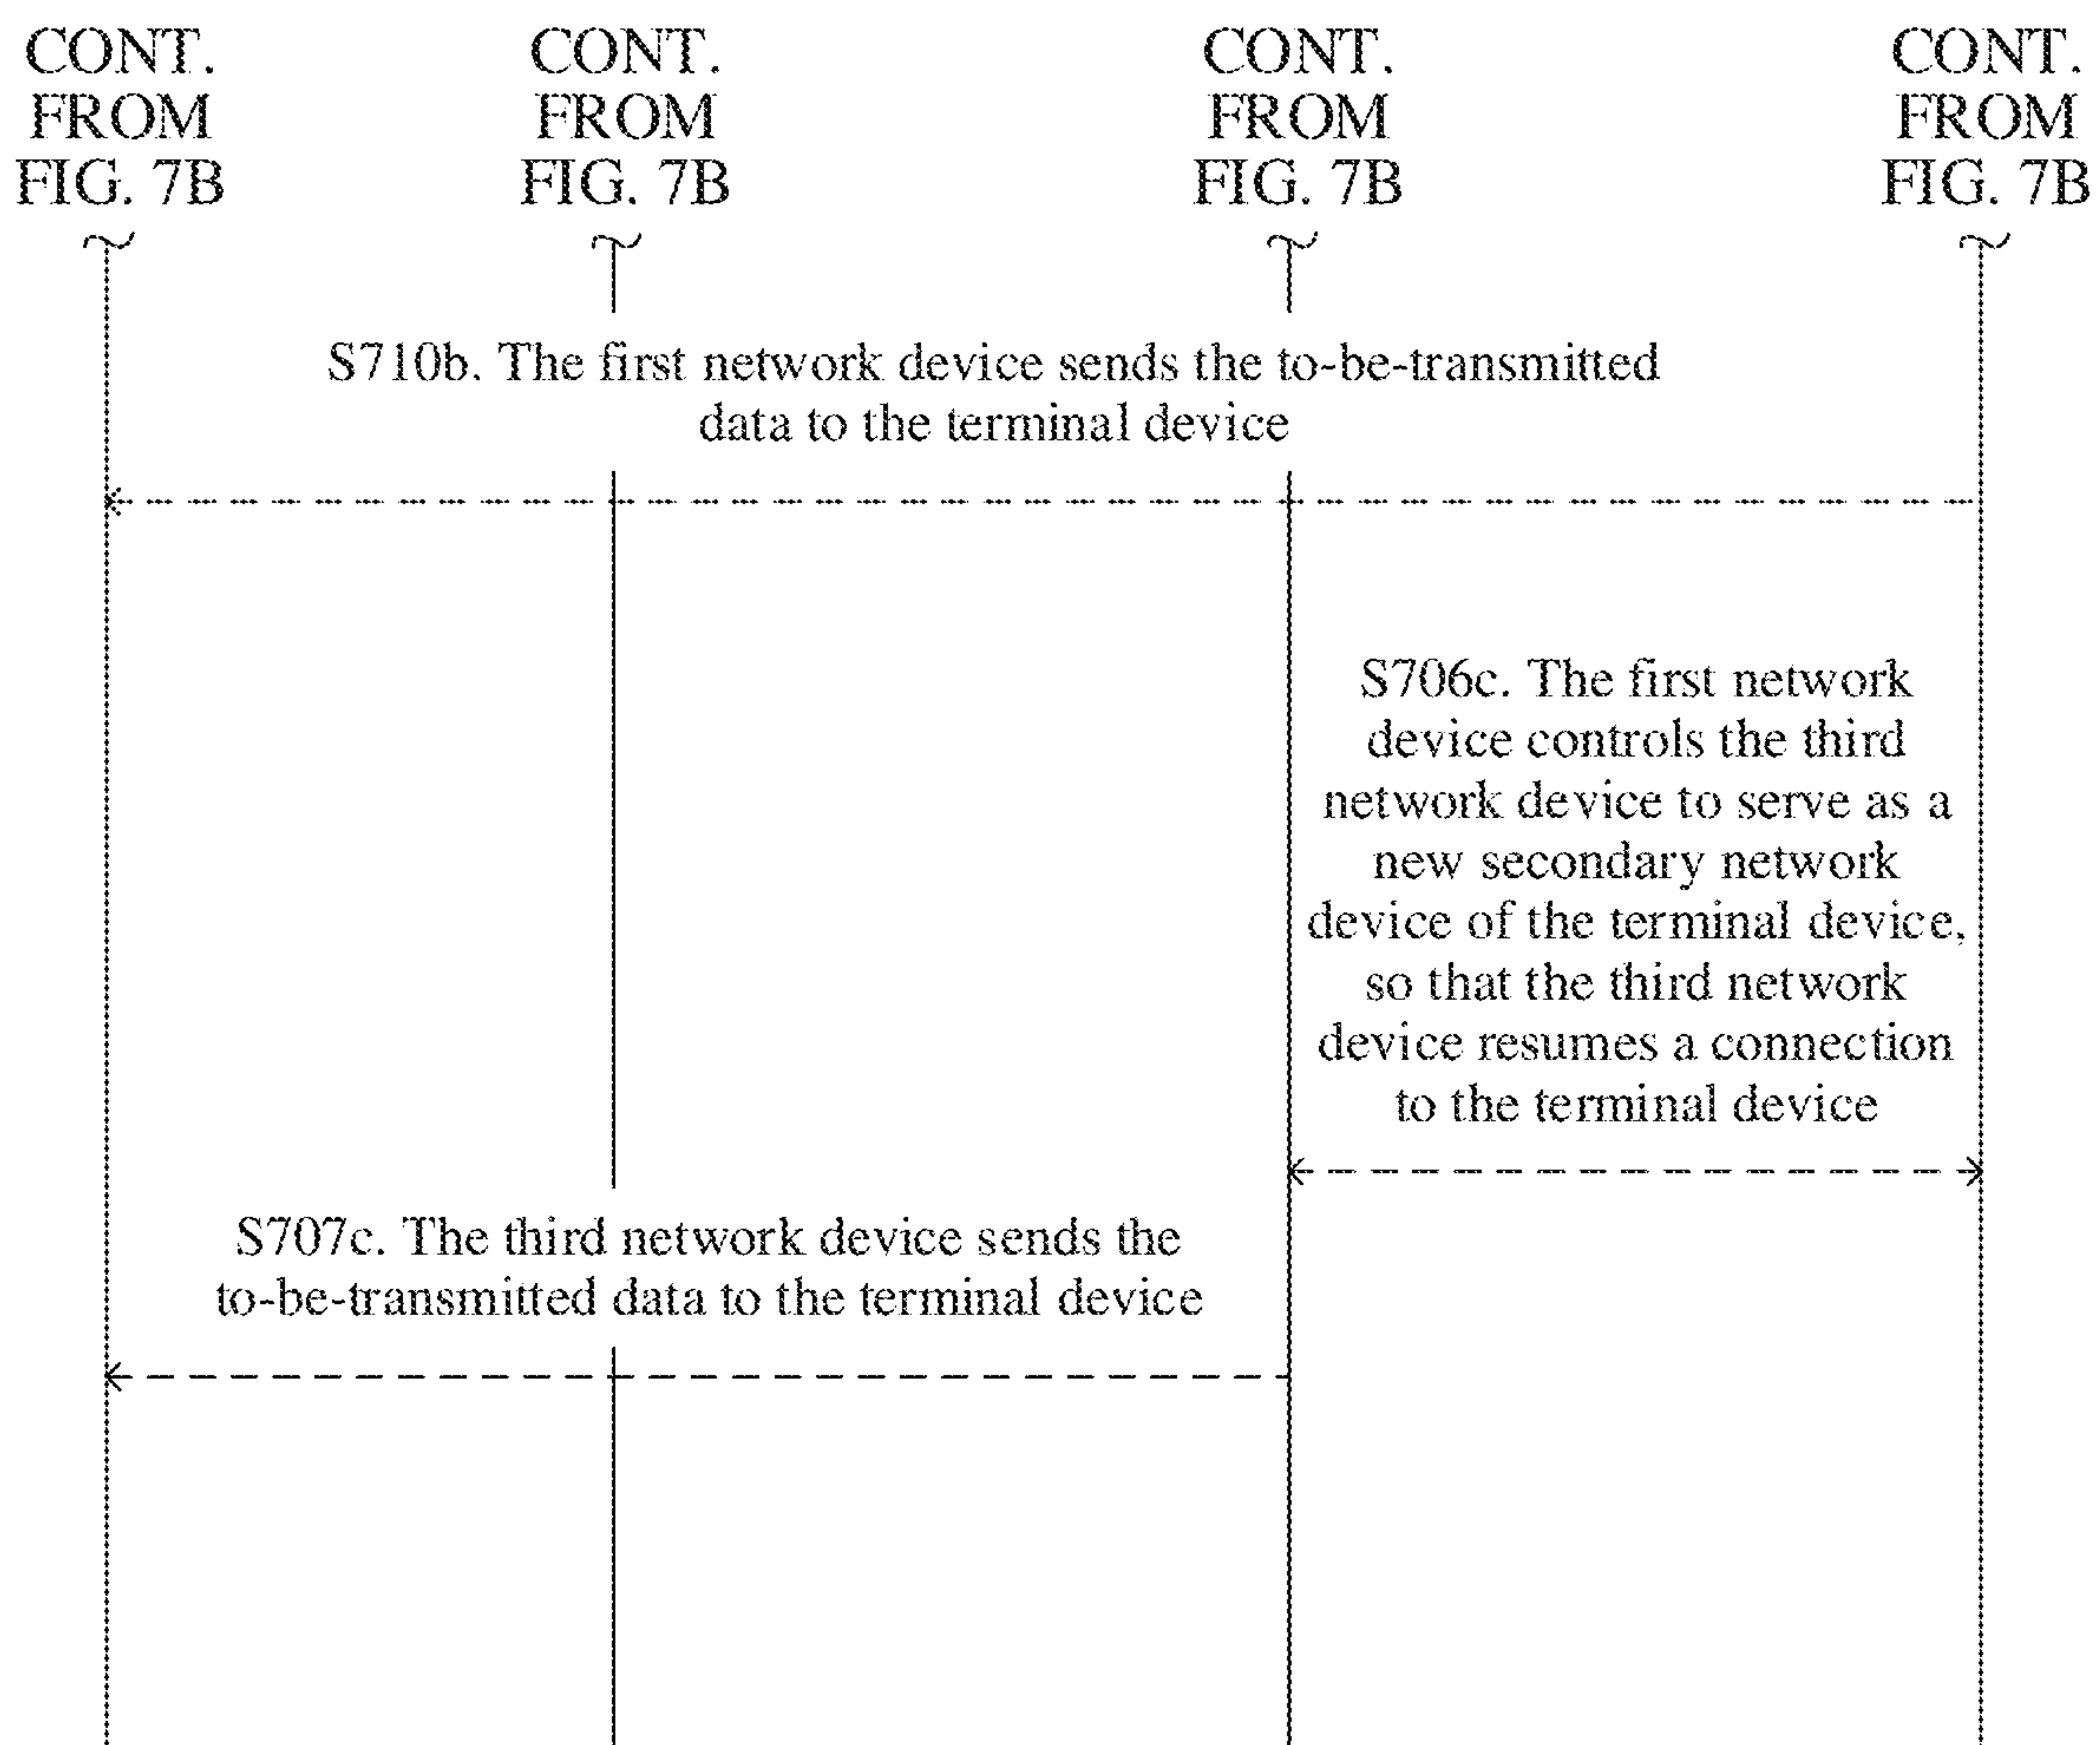 CONT.
FROM
FIG. 7B
CONT.
FROM
FIG. 7B
CONT.
FROM
FIG. 7B
CONT.
FROM
FIG. 7B
S710b. The first network device sends the to-be-transmitted
data to the terminal device
S706c. The first network
device controls the third
network device to serve as a
new secondary network
device of the terminal device,
so that the third network
device resumes a connection
to the terminal device
S707c. The third network device sends the
to-be-transmitted data to the terminal device